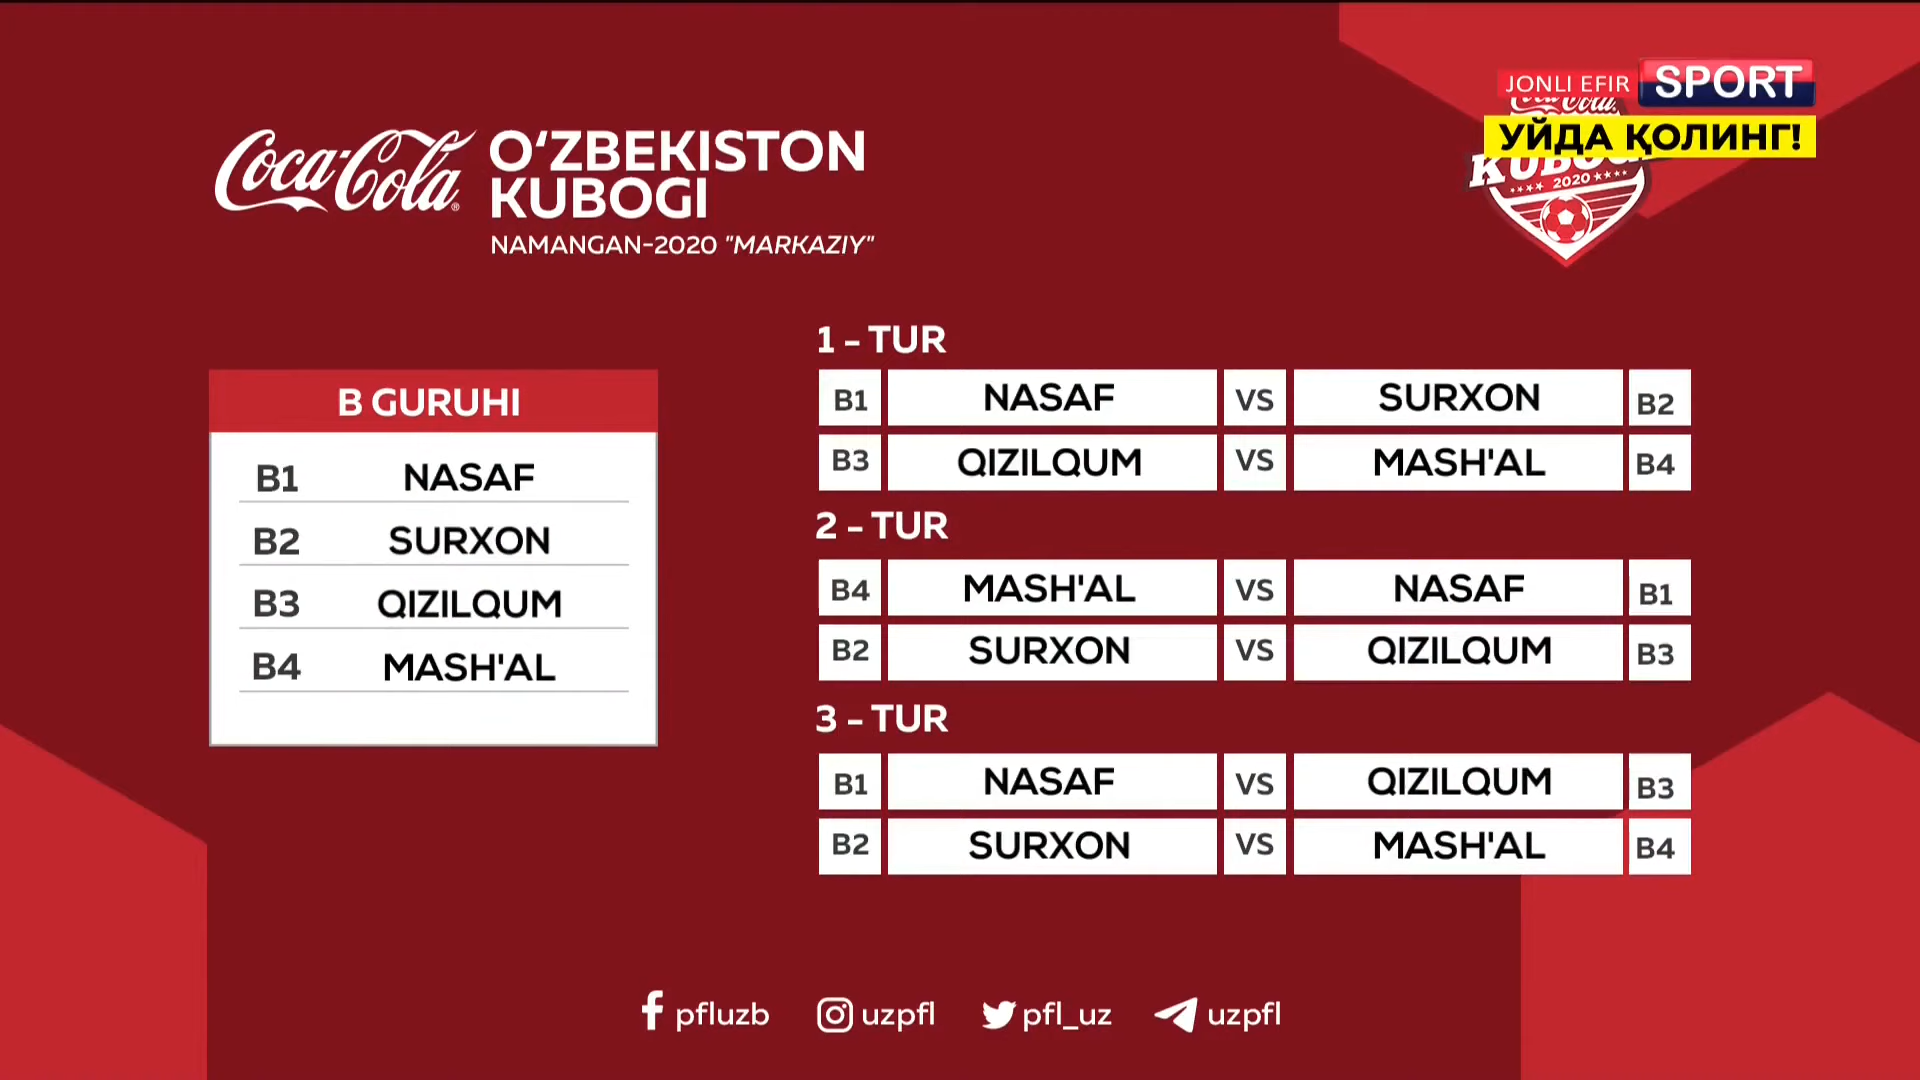 JONLI EFIR SPORT
УЙДА ҚОЛИНГ!
2020
Coca-Cola
O‘ZBEKISTON
KUBOGI
NAMANGAN-2020 "MARKAZIY"
B GURUHI
B1 NASAF
B2 SURXON
B3 QIZILQUM
B4 MASH'AL
1 - TUR
B1 NASAF VS SURXON B2
B3 QIZILQUM VS MASH'AL B4
2 - TUR
B4 MASH'AL VS NASAF B1
B2 SURXON VS QIZILQUM B3
3 - TUR
B1 NASAF VS QIZILQUM B3
B2 SURXON VS MASH'AL B4
pfluzb uzpfl pfl_uz uzpfl